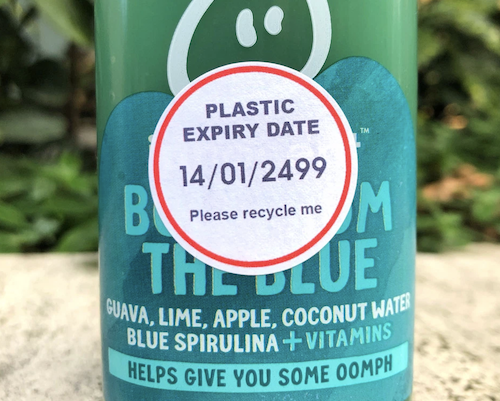 PLASTIC
EXPIRY DATE
14/01/2499
Please recycle me
THE BLUE
GUAVA, LIME, APPLE, COCONUT WATER
BLUE SPIRULINA + VITAMINS
HELPS GIVE YOU SOME OOMPH